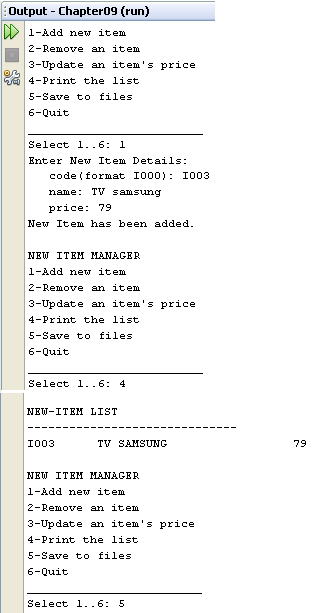 Output - Chapter09 (run)
1-Add new item
2-Remove an item
3-Update an item's price
4-Print the list
5-Save to files
6-Quit
_________________________
Select 1..6: 1
Enter New Item Details:
code(format I000): I003
name: TV samsung
price: 79
New Item has been added.
NEW ITEM MANAGER
1-Add new item
2-Remove an item
3-Update an item's price
4-Print the list
5-Save to files
6-Quit
_________________________
Select 1..6: 4
NEW-ITEM LIST
------------------------------
I003 TV SAMSUNG 79
NEW ITEM MANAGER
1-Add new item
2-Remove an item
3-Update an item's price
4-Print the list
5-Save to files
6-Quit
_________________________
Select 1..6: 5